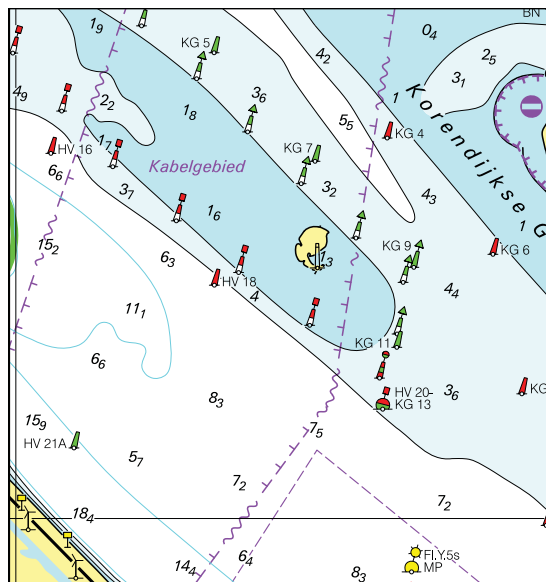 BN
1₉
0₄
KG 5
4₂
2₅
3₁
4₉
2₂
3₆
1
1₈
5₅
KG 4
Korendijkse G
HV 16
1₇
KG 7
Kabelgebied
6₆
3₁
3₂
4₃
1₆
1
15₂
KG 9
KG 6
6₃
1₃
HV 18
4
4₄
11₁
KG 11
6₆
HV 20-
KG 13
3₆
KG
8₃
15₉
7₅
HV 21A
5₇
7₂
7₂
18₄
6₄
Fl.Y.5s
MP
14₄
8₃